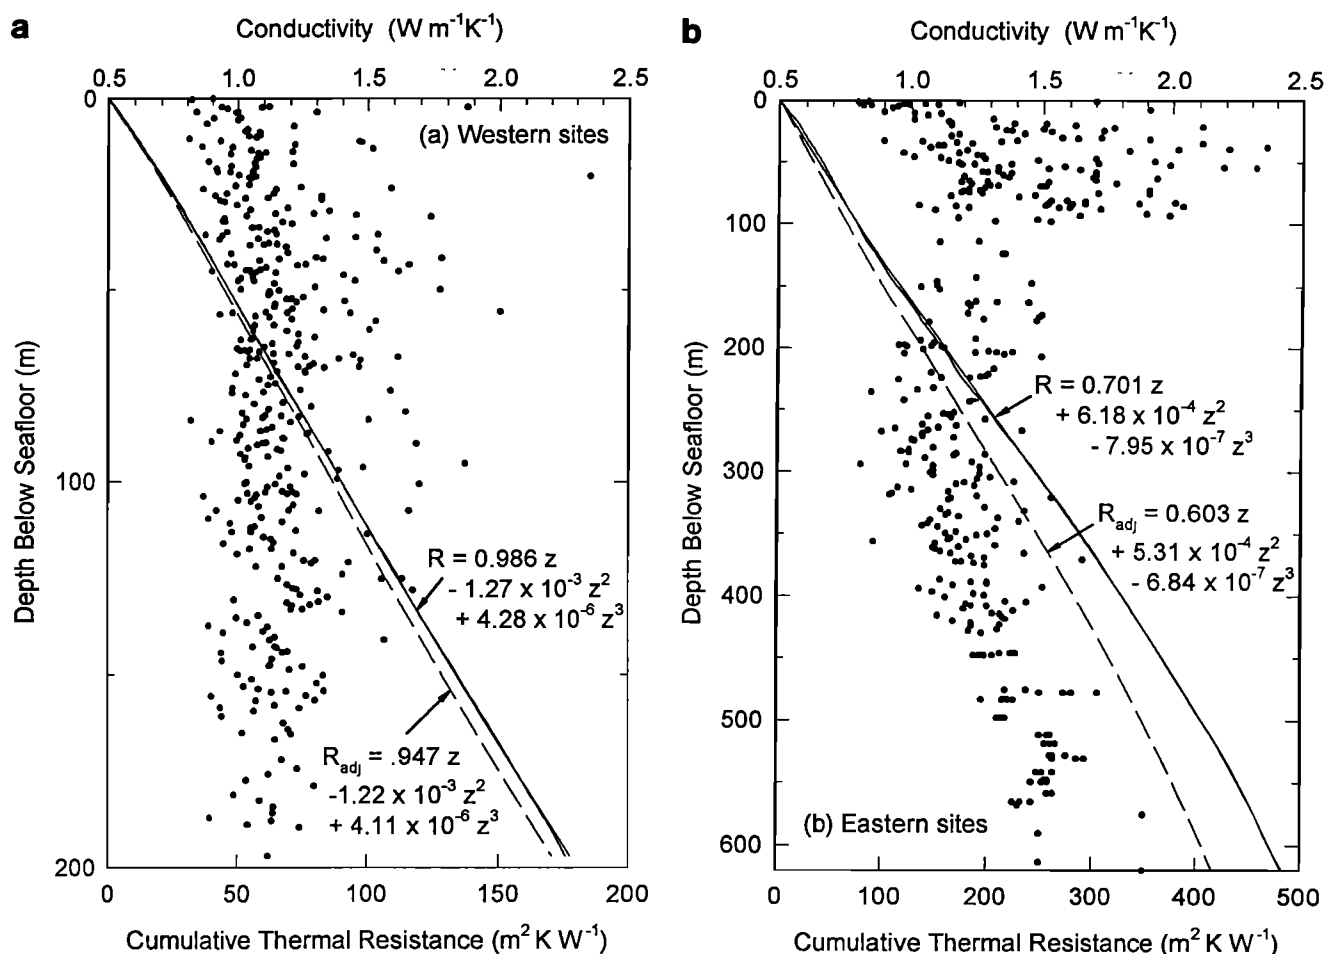 a
Conductivity (W m⁻¹K⁻¹)
0.5 1.0 1.5 2.0 2.5
0
100
200
Depth Below Seafloor (m)
(a) Western sites
R = 0.986 z
- 1.27 x 10⁻³ z²
+ 4.28 x 10⁻⁶ z³
R_adj = .947 z
-1.22 x 10⁻³ z²
+ 4.11 x 10⁻⁶ z³
0 50 100 150 200
Cumulative Thermal Resistance (m² K W⁻¹)
b
Conductivity (W m⁻¹K⁻¹)
0.5 1.0 1.5 2.0 2.5
0
100
200
300
400
500
600
Depth Below Seafloor (m)
R = 0.701 z
+ 6.18 x 10⁻⁴ z²
- 7.95 x 10⁻⁷ z³
R_adj = 0.603 z
+ 5.31 x 10⁻⁴ z²
- 6.84 x 10⁻⁷ z³
(b) Eastern sites
0 100 200 300 400 500
Cumulative Thermal Resistance (m² K W⁻¹)